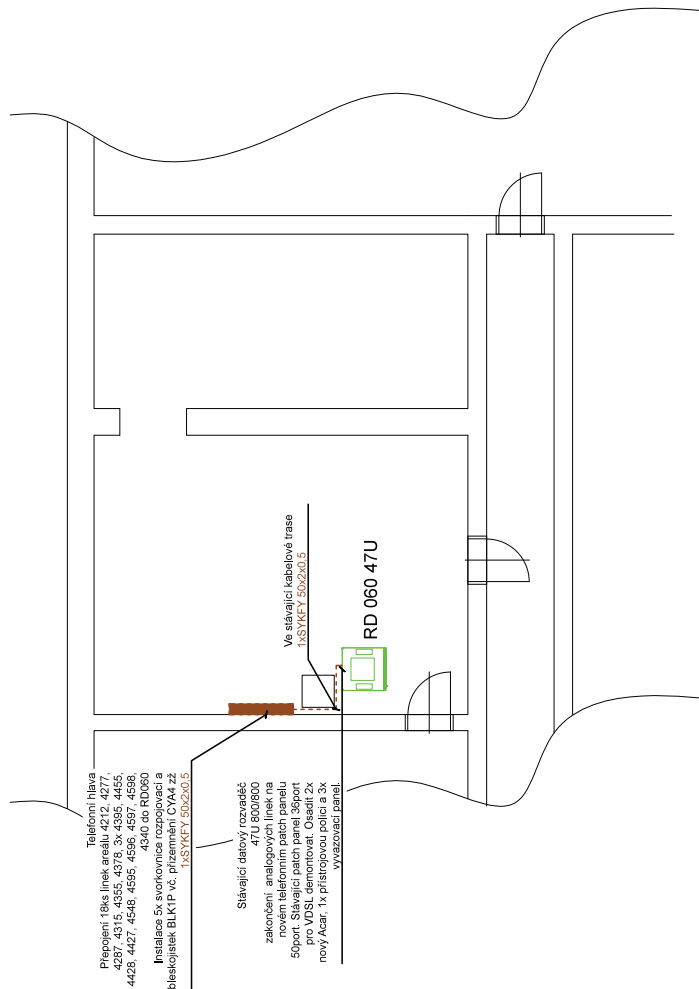 Telefonní hlava
Přepojení 18ks linek areálu 4212, 4277,
4287, 4315, 4355, 4378, 3x 4395, 4455,
4428, 4427, 4548, 4595, 4596, 4597, 4598,
4340 do RD060
Instalace 5x svorkovnice rozpojovací a
bleskojistek BLK1P vč. přizemnění CYA4 zž
1xSYKFY 50x2x0,5
Stávající datový rozvaděč
47U 800/800
zakončení analogových linek na
novém telefonním patch panelu
50port. Stávající patch panel 36port
pro VDSL demontovat. Osadit 2x
nový Acar, 1x přístrojovou polici a 3x
vyvazovací panel.
Ve stávající kabelové trase
1xSYKFY 50x2x0,5
RD 060 47U